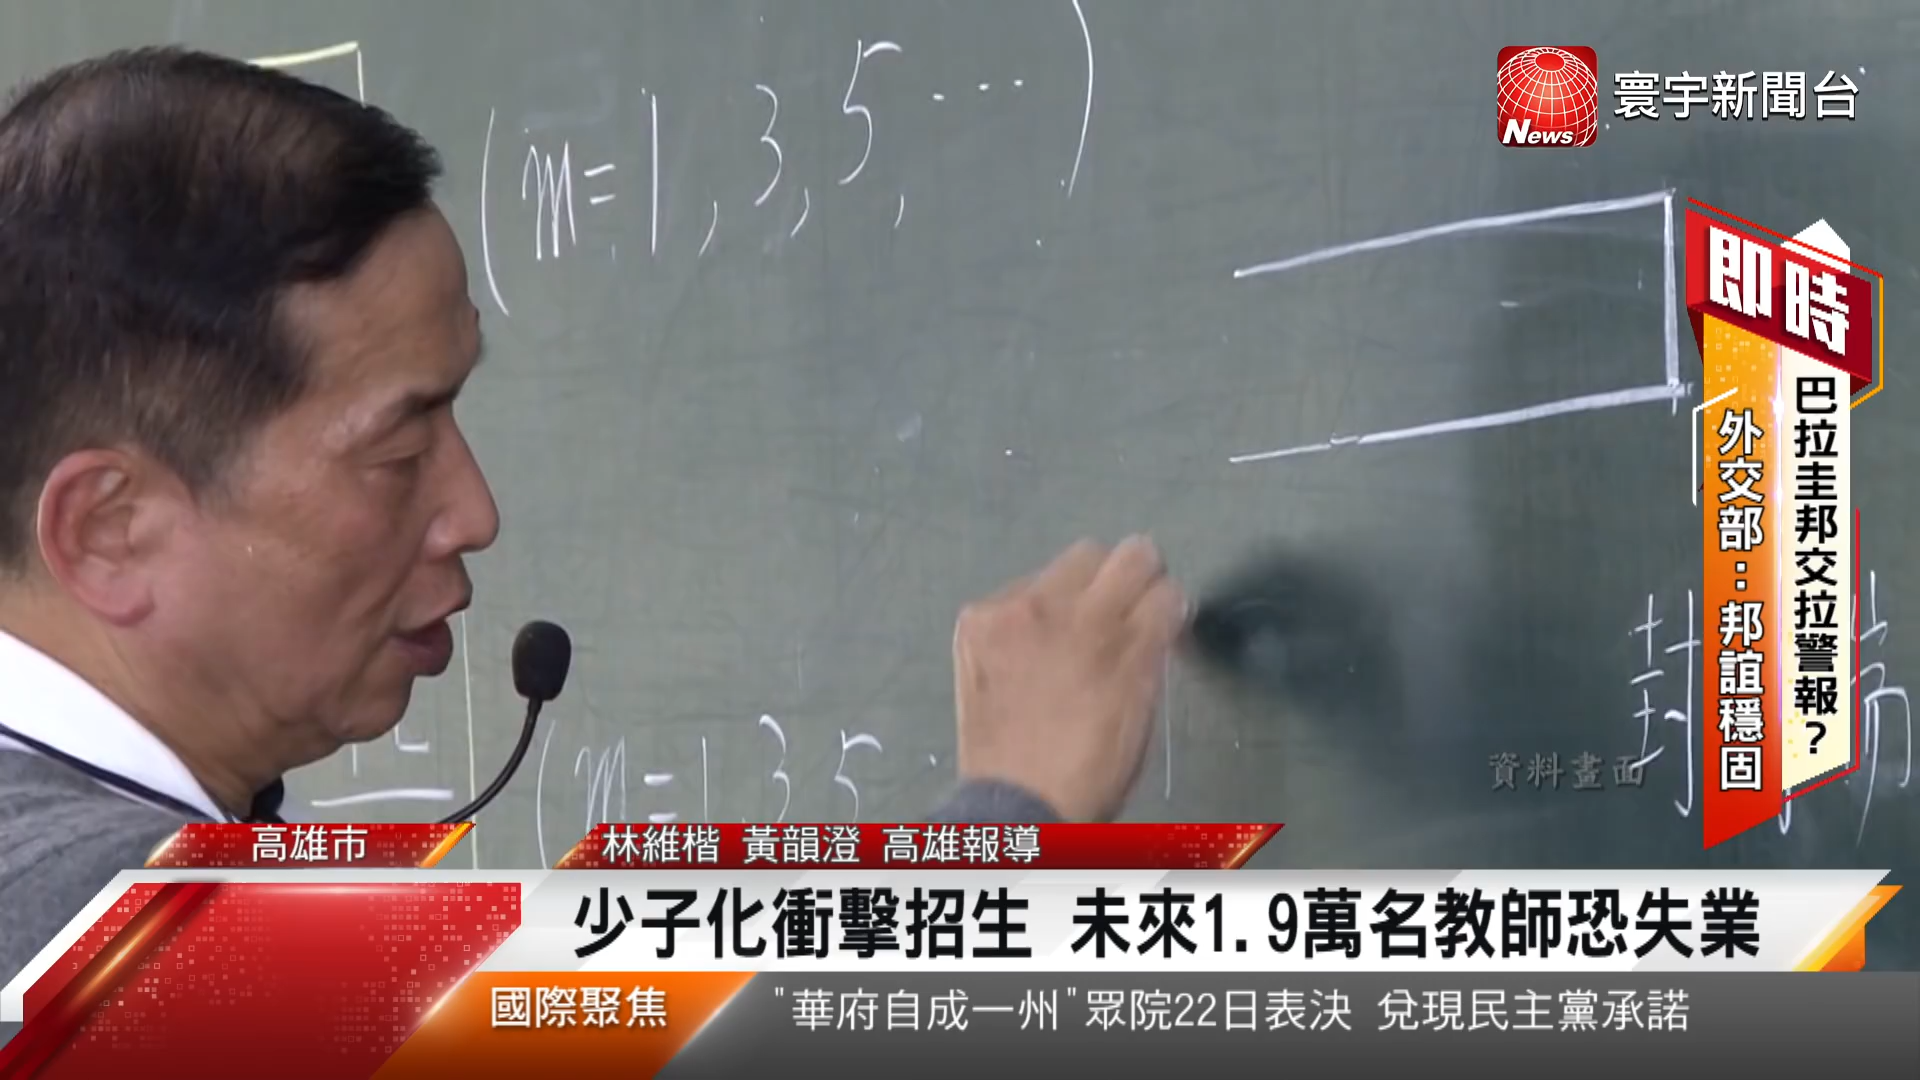 (m=1,3,5,…)
News
寰宇新聞台
即時
巴拉圭邦交拉警報?
外交部:邦誼穩固
封
(m=1,3,5
資料畫面
高雄市
林維楷 黃韻澄 高雄報導
少子化衝擊招生 未來1.9萬名教師恐失業
國際聚焦
"華府自成一州"眾院22日表決 兌現民主黨承諾